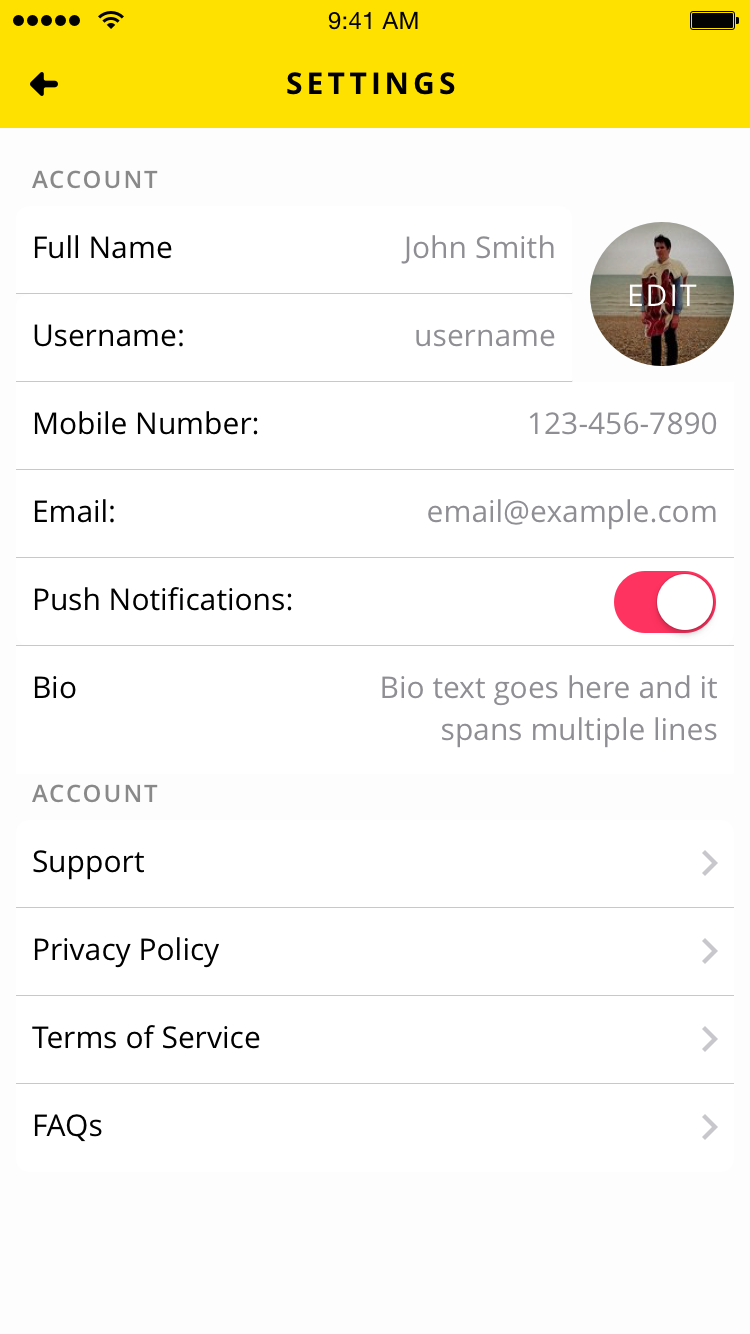 9:41 AM
SETTINGS
ACCOUNT
Full Name John Smith
EDIT
Username: username
Mobile Number: 123-456-7890
Email: email@example.com
Push Notifications:
Bio Bio text goes here and it
spans multiple lines
ACCOUNT
Support
Privacy Policy
Terms of Service
FAQs